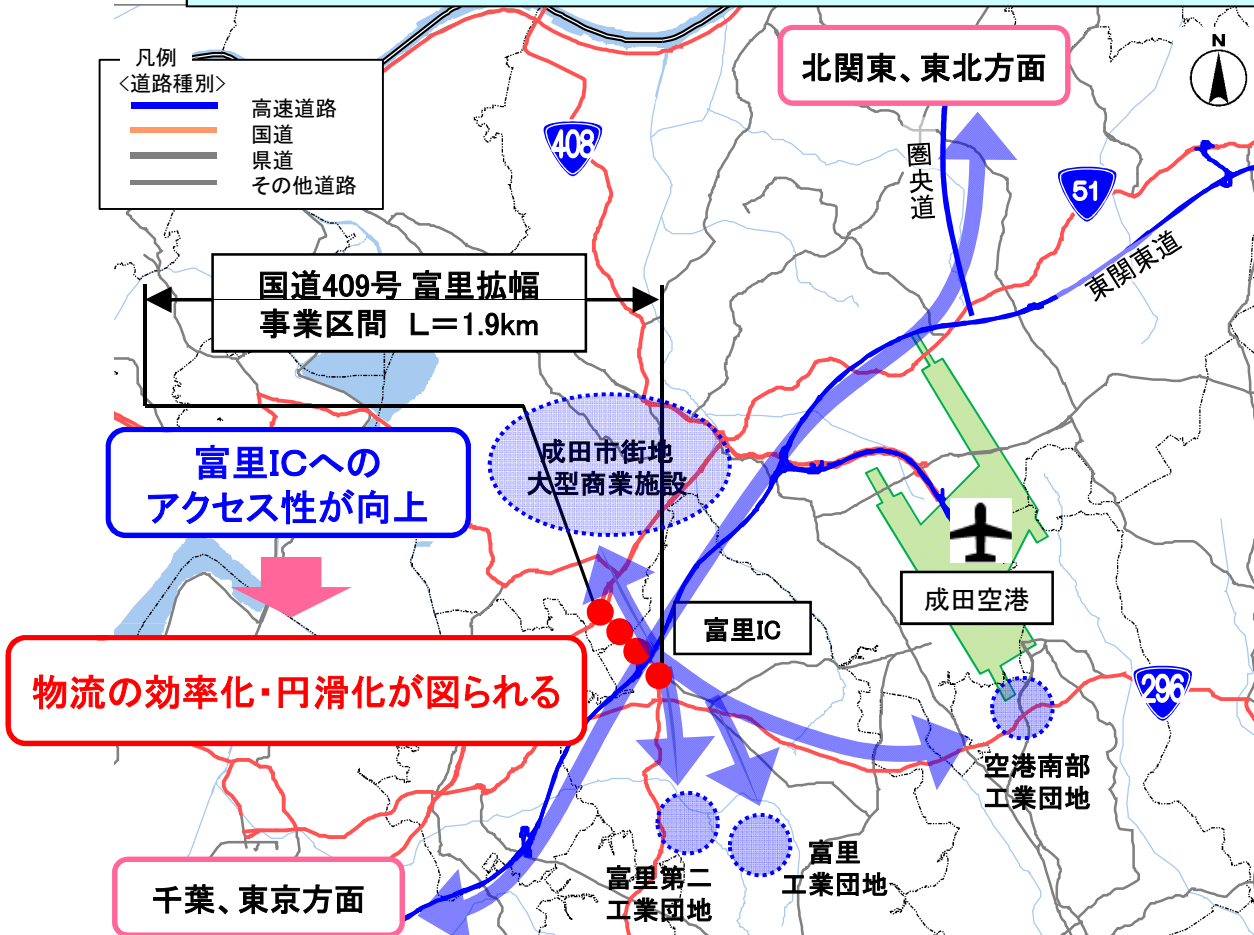 凡例
<道路種別>
高速道路
国道
県道
その他道路
北関東、東北方面
N
408
圏央道
51
東関東道
国道409号 富里拡幅
事業区間 L=1.9km
成田市街地
大型商業施設
富里ICへの
アクセス性が向上
成田空港
富里IC
物流の効率化・円滑化が図られる
296
空港南部
工業団地
富里
工業団地
富里第二
工業団地
千葉、東京方面